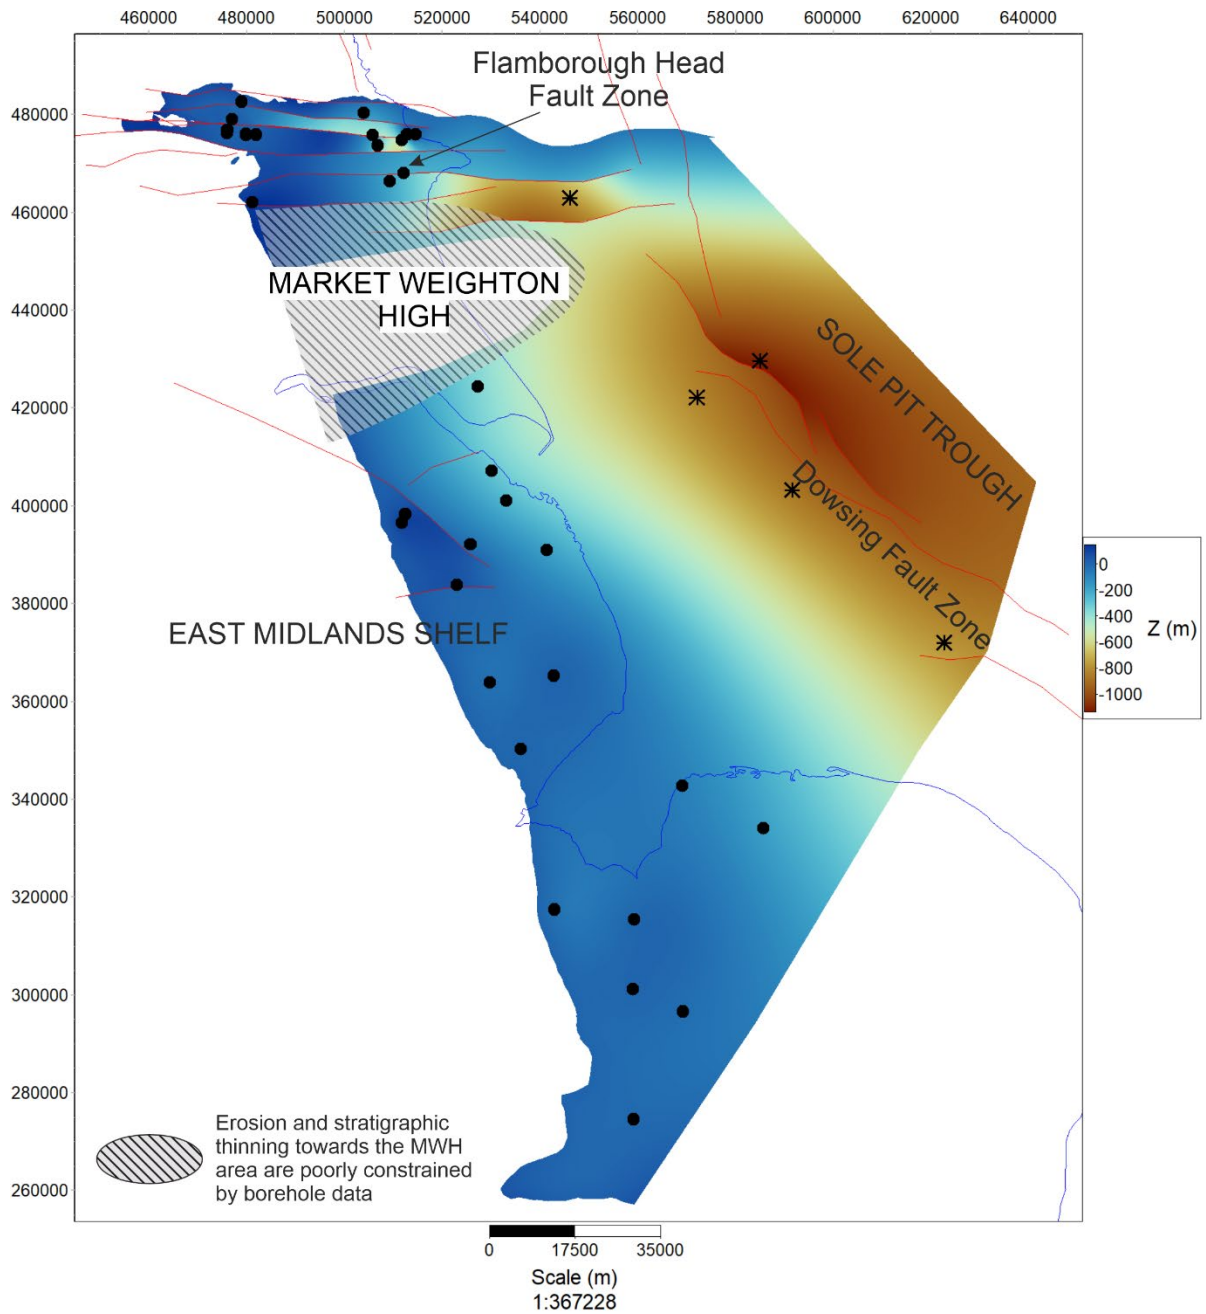 460000 480000 500000 520000 540000 560000 580000 600000 620000 640000
Flamborough Head
Fault Zone
480000
460000
MARKET WEIGHTON
HIGH
440000
SOLE PIT TROUGH
420000
Dowsing Fault Zone
400000
0
-200
-400
-600
-800
-1000
Z (m)
380000
EAST MIDLANDS SHELF
360000
340000
320000
300000
280000
260000
Erosion and stratigraphic
thinning towards the MWH
area are poorly constrained
by borehole data
0 17500 35000
Scale (m)
1:367228